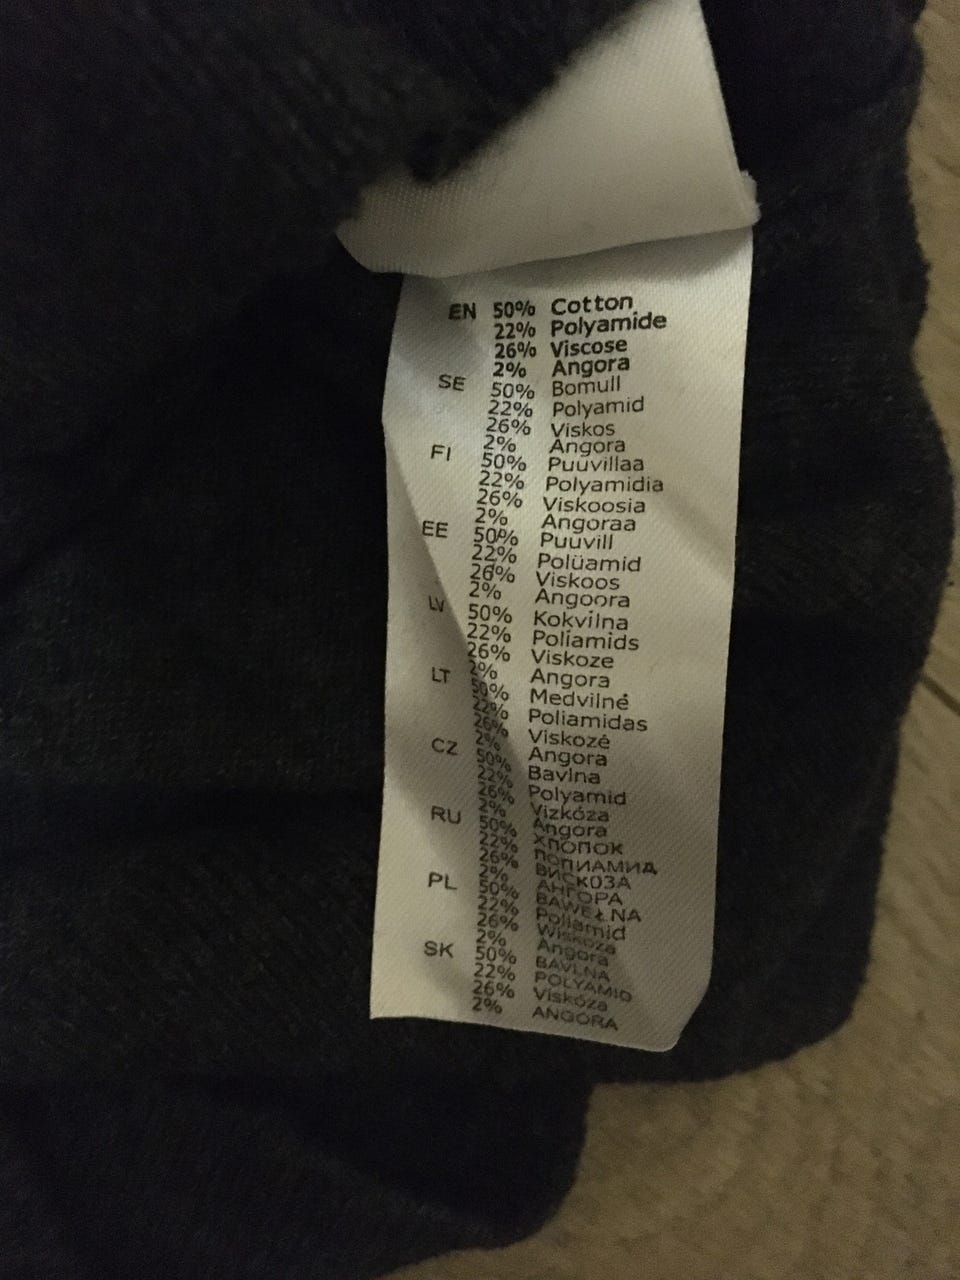 EN 50% Cotton
22% Polyamide
26% Viscose
2% Angora
SE 50% Bomull
22% Polyamid
26% Viskos
2% Angora
FI 50% Puuvillaa
22% Polyamidia
26% Viskoosia
2% Angoraa
EE 50% Puuvill
22% Polüamid
26% Viskoos
2% Angoora
LV 50% Kokvilna
22% Poliamids
26% Viskoze
2% Angora
LT 50% Medvilnė
22% Poliamidas
26% Viskozė
2% Angora
CZ 50% Bavlna
22% Polyamid
26% Vizkóza
2% Angora
RU 50% ХЛОПОК
22% ПОЛИАМИД
26% ВИСКОЗА
2% АНГОРА
PL 50% BAWEŁNA
22% Poliamid
26% Wiskoza
2% Angora
SK 50% BAVLNA
22% POLYAMID
26% Viskóza
2% ANGORA